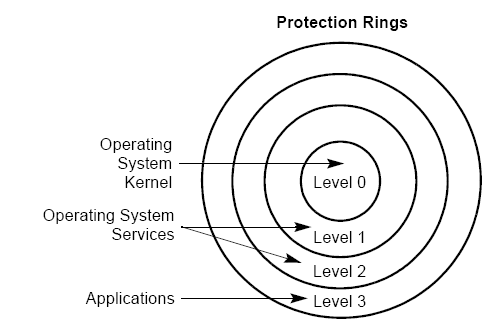 Protection Rings
Operating
System
Kernel
Level 0
Operating System
Services
Level 1
Level 2
Applications
Level 3